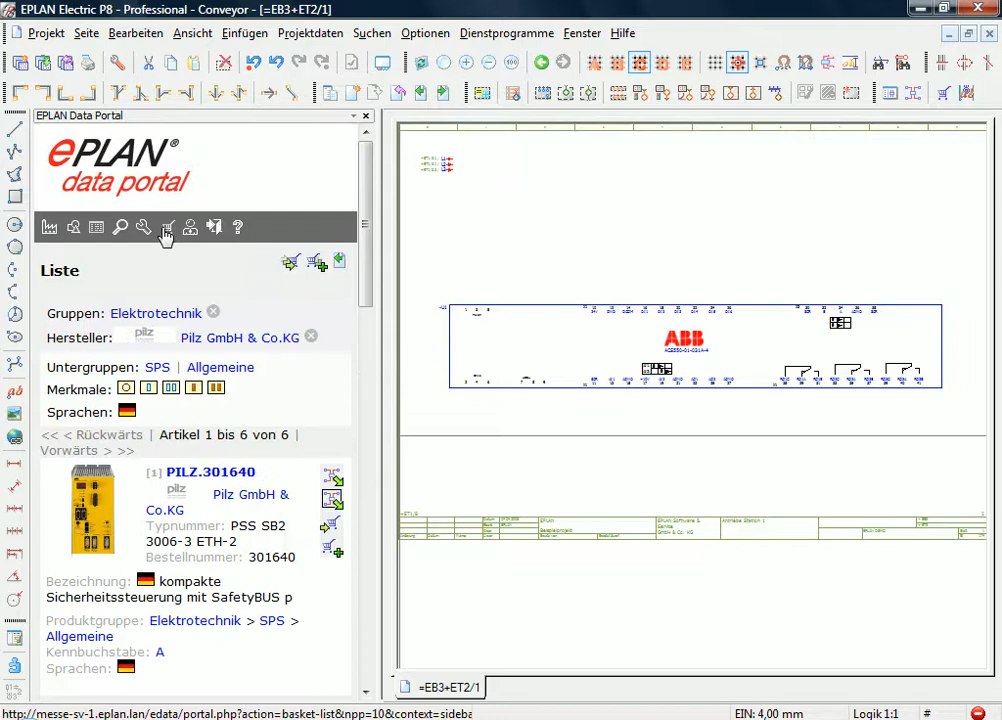 EPLAN Electric P8 - Professional - Conveyor - [=EB3+ET2/1]
Projekt Seite Bearbeiten Ansicht Einfügen Projektdaten Suchen Optionen Dienstprogramme Fenster Hilfe
EPLAN Data Portal
ePLAN®
data portal
Liste
Gruppen: Elektrotechnik
Hersteller: pilz Pilz GmbH & Co.KG
Untergruppen: SPS | Allgemeine
Merkmale:
Sprachen:
<< < Rückwärts | Artikel 1 bis 6 von 6 |
Vorwärts > >>
[1] PILZ.301640
pilz Pilz GmbH &
Co.KG
Typnummer: PSS SB2
3006-3 ETH-2
Bestellnummer: 301640
Bezeichnung: kompakte
Sicherheitssteuerung mit SafetyBUS p
Produktgruppe: Elektrotechnik > SPS >
Allgemeine
Kennbuchstabe: A
Sprachen:
ABB
ACS550-01-031A-4
=EB3+ET2/1
http://messe-sv-1.eplan.lan/edata/portal.php?action=basket-list&npp=10&context=sideba
EIN: 4,00 mm
Logik 1:1
#